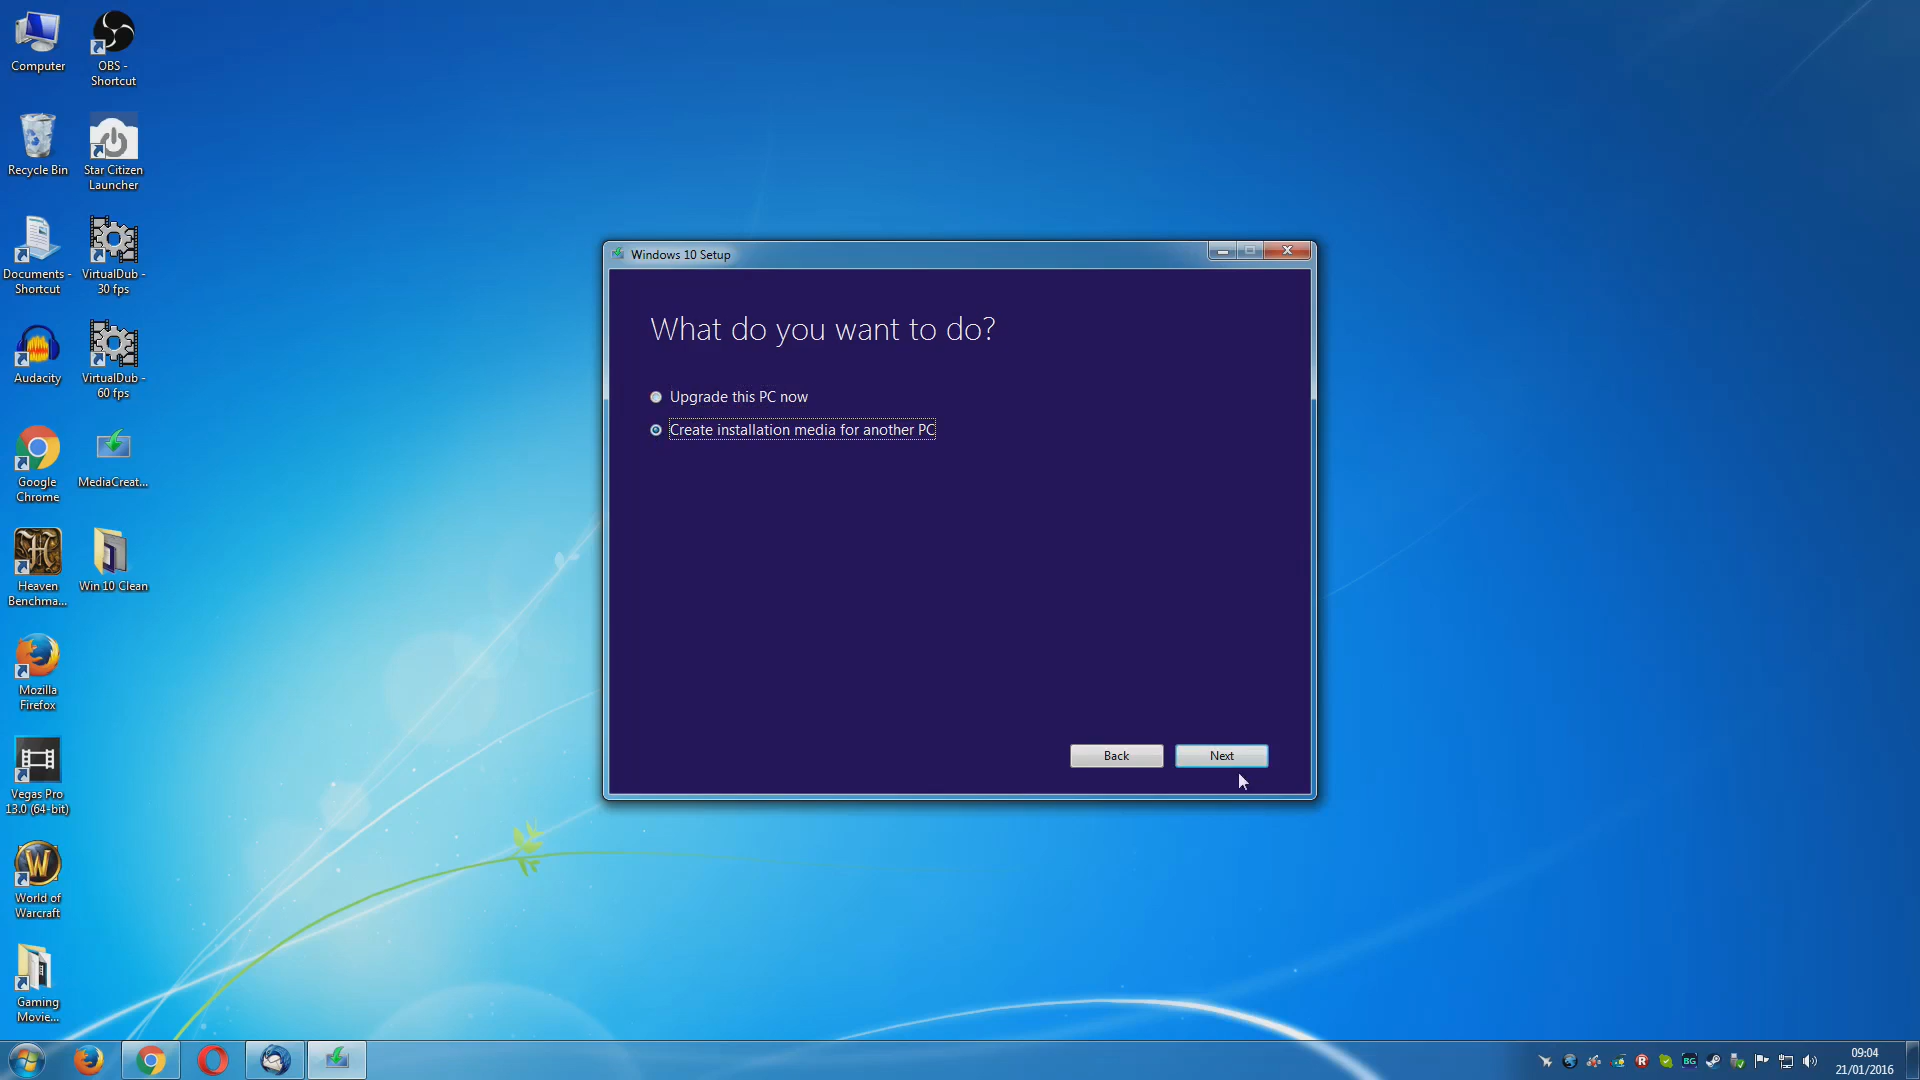 Computer
OBS -
Shortcut
Recycle Bin
Star Citizen
Launcher
Documents -
Shortcut
VirtualDub -
30 fps
Audacity
VirtualDub -
60 fps
Google
Chrome
MediaCreat...
Heaven
Benchma...
Win 10 Clean
Mozilla
Firefox
Vegas Pro
13.0 (64-bit)
World of
Warcraft
Gaming
Movie...
Windows 10 Setup
What do you want to do?
Upgrade this PC now
Create installation media for another PC
Back
Next
R
BG
09:04
21/01/2016